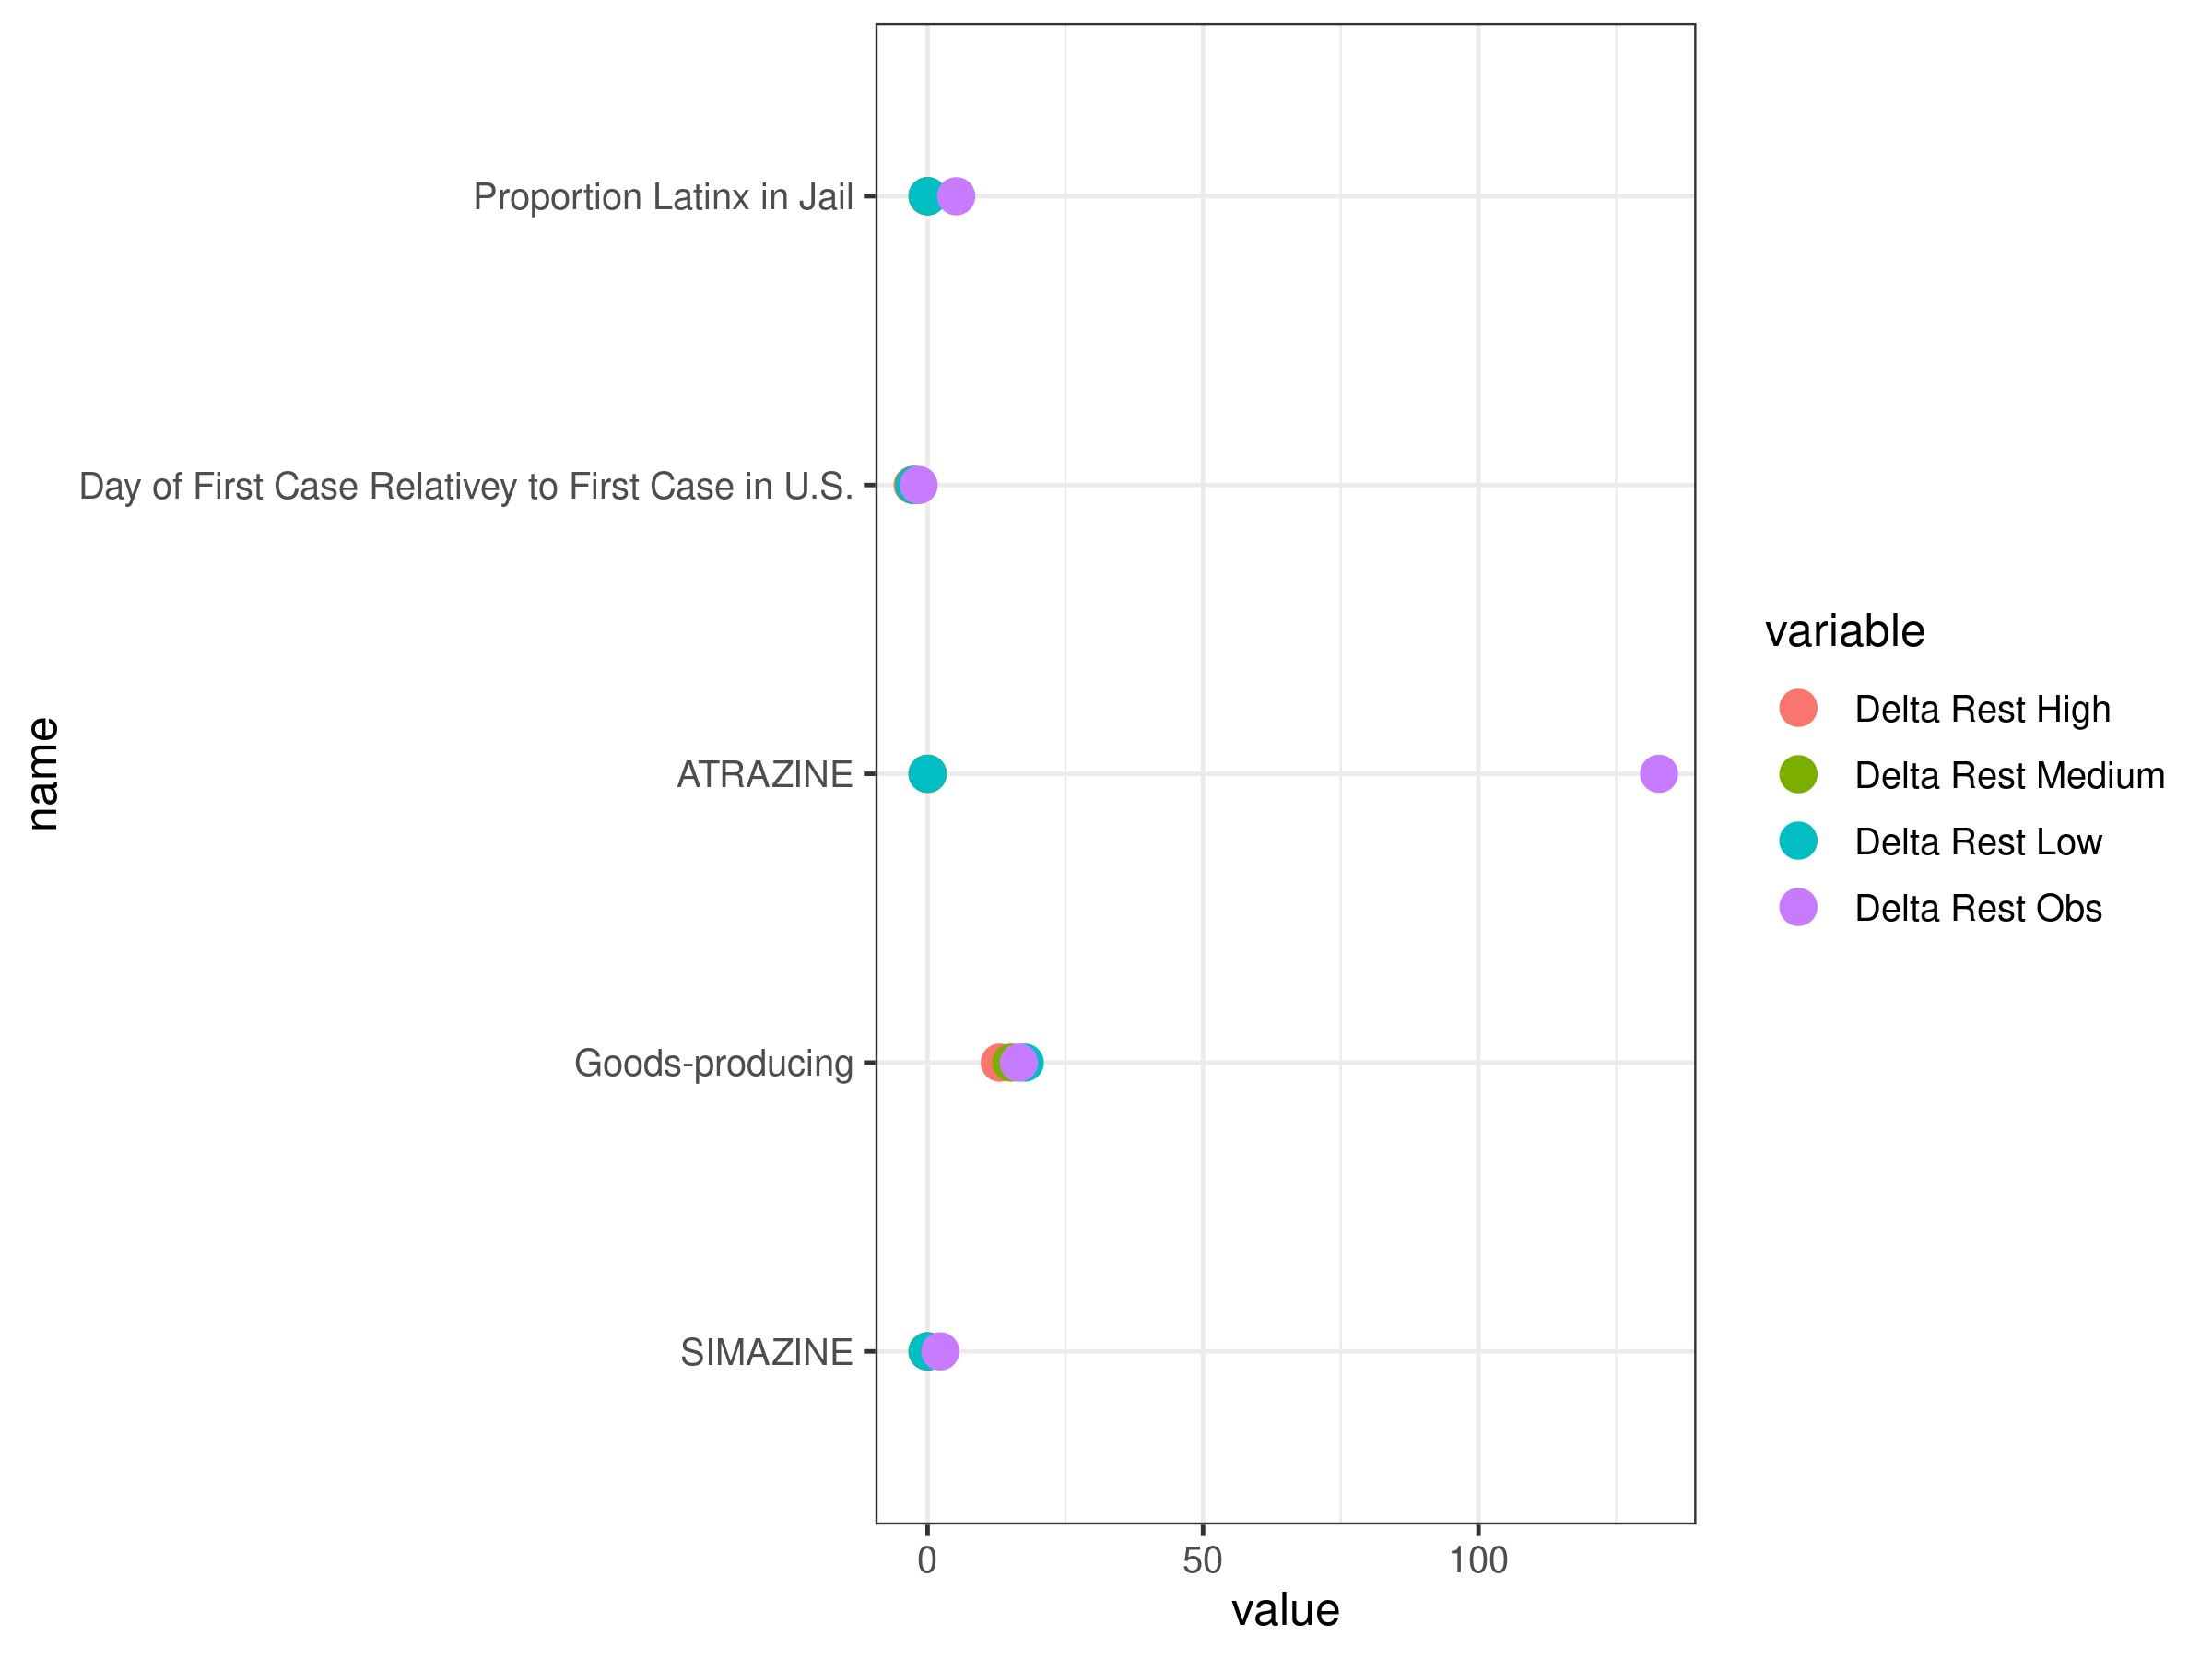 Proportion Latinx in Jail
Day of First Case Relativey to First Case in U.S.
ATRAZINE
Goods-producing
SIMAZINE
name
0
50
100
value
variable
Delta Rest High
Delta Rest Medium
Delta Rest Low
Delta Rest Obs